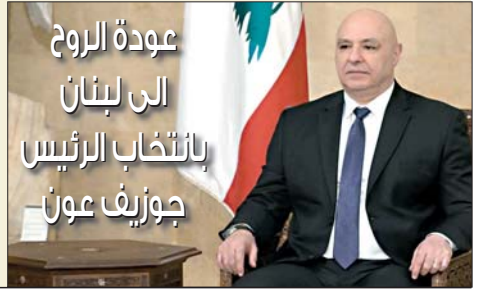 عودة الروح
الى لبنان
بانتخاب الرئيس
جوزيف عون